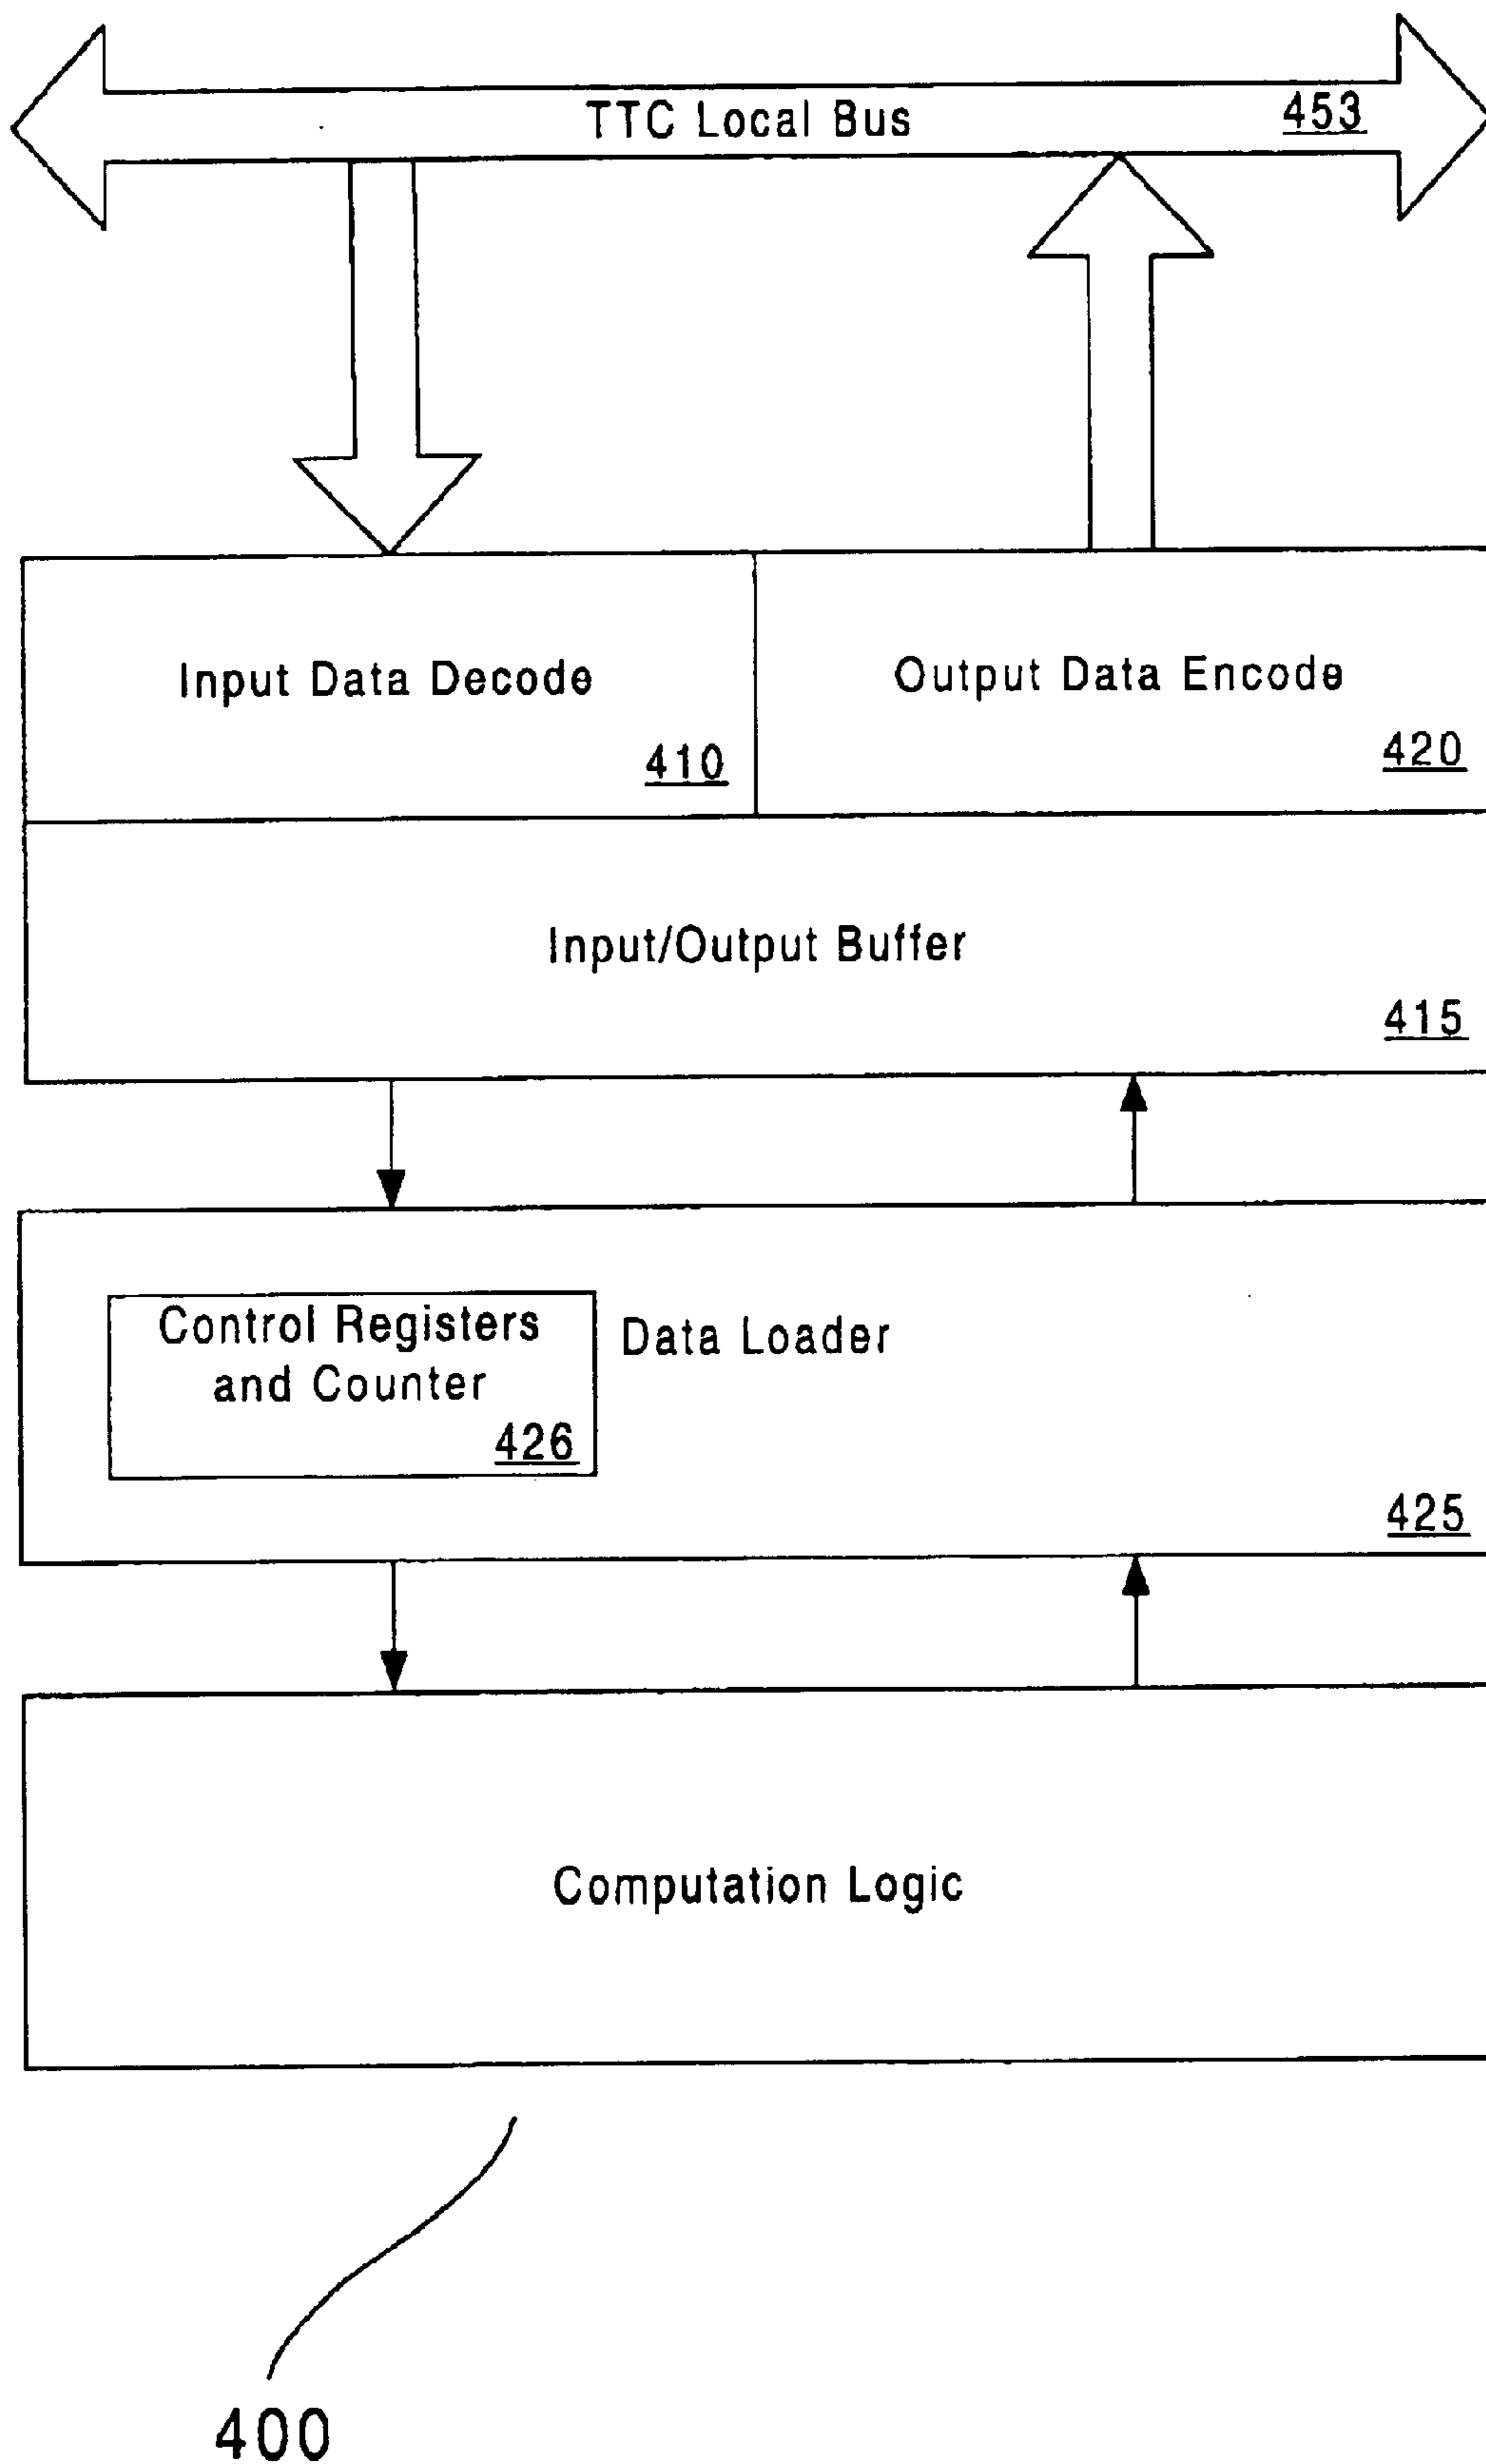 TTC Local Bus 453
Input Data Decode
410
Output Data Encode
420
Input/Output Buffer
415
Control Registers
and Counter
426
Data Loader
425
Computation Logic
400